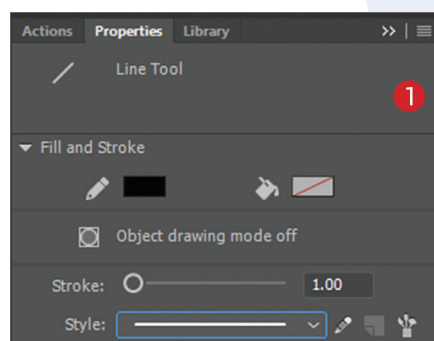 Actions Properties Library
Line Tool
1
Fill and Stroke
Object drawing mode off
Stroke: 1.00
Style: